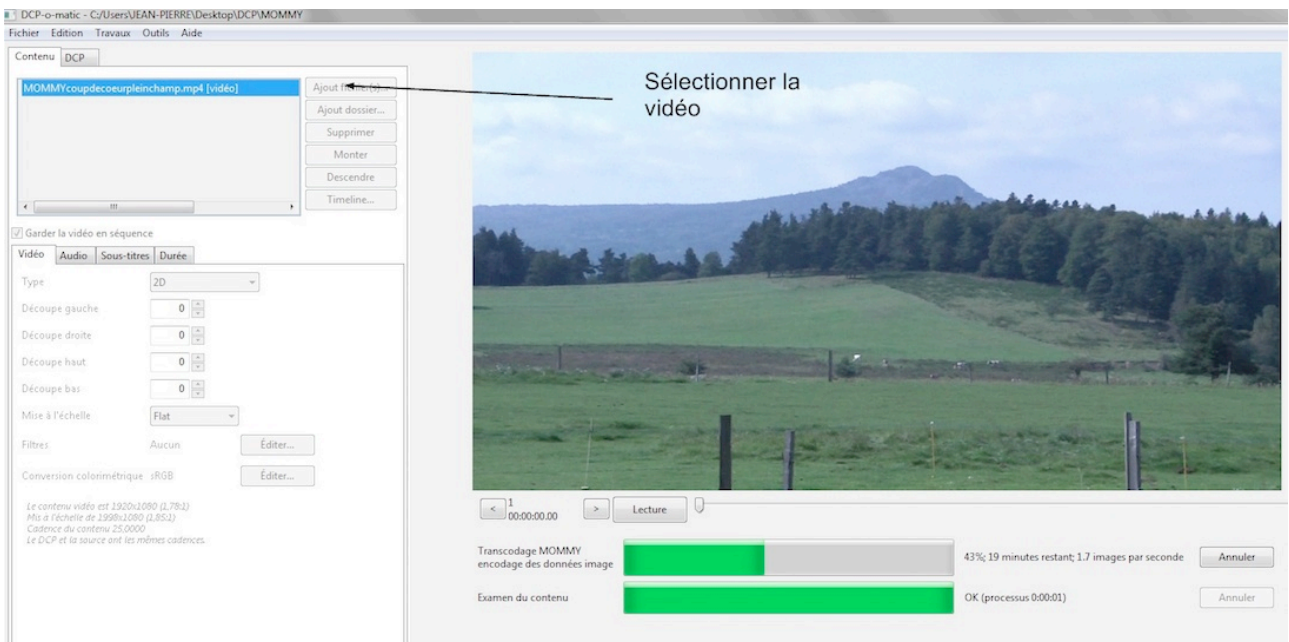 DCP-o-matic - C:/Users\JEAN-PIERRE\Desktop\DCP\MOMMY
Fichier Edition Travaux Outils Aide
Contenu DCP
MOMMYcoupdecoeurpleinchamp.mp4 [vidéo]
Ajout fichier(s)...
Ajout dossier...
Supprimer
Monter
Descendre
Timeline...
Sélectionner la
vidéo
Garder la vidéo en séquence
Vidéo Audio Sous-titres Durée
Type 2D
Découpe gauche 0
Découpe droite 0
Découpe haut 0
Découpe bas 0
Mise à l'échelle Flat
Filtres Aucun Éditer...
Conversion colorimétrique sRGB Éditer...
Le contenu vidéo est 1920x1080 (1,78:1)
Mis à l'échelle de 1998x1080 (1,85:1)
Cadence du contenu 25,0000
Le DCP et la source ont les mêmes cadences.
< 1 > Lecture
00:00:00.00
Transcodage MOMMY
encodage des données image
43%; 19 minutes restant; 1.7 images par seconde Annuler
Examen du contenu OK (processus 0:00:01) Annuler